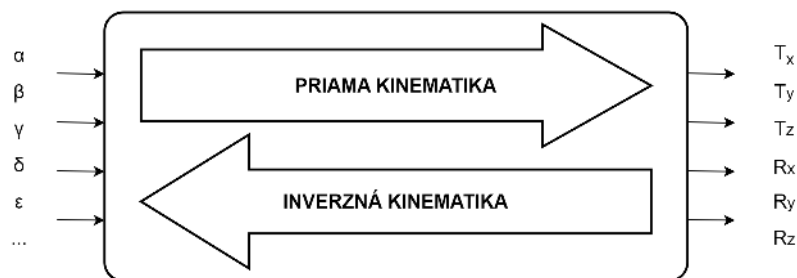 α
β
γ
δ
ε
...
PRIAMA KINEMATIKA
INVERZNÁ KINEMATIKA
Tx
Ty
Tz
Rx
Ry
Rz